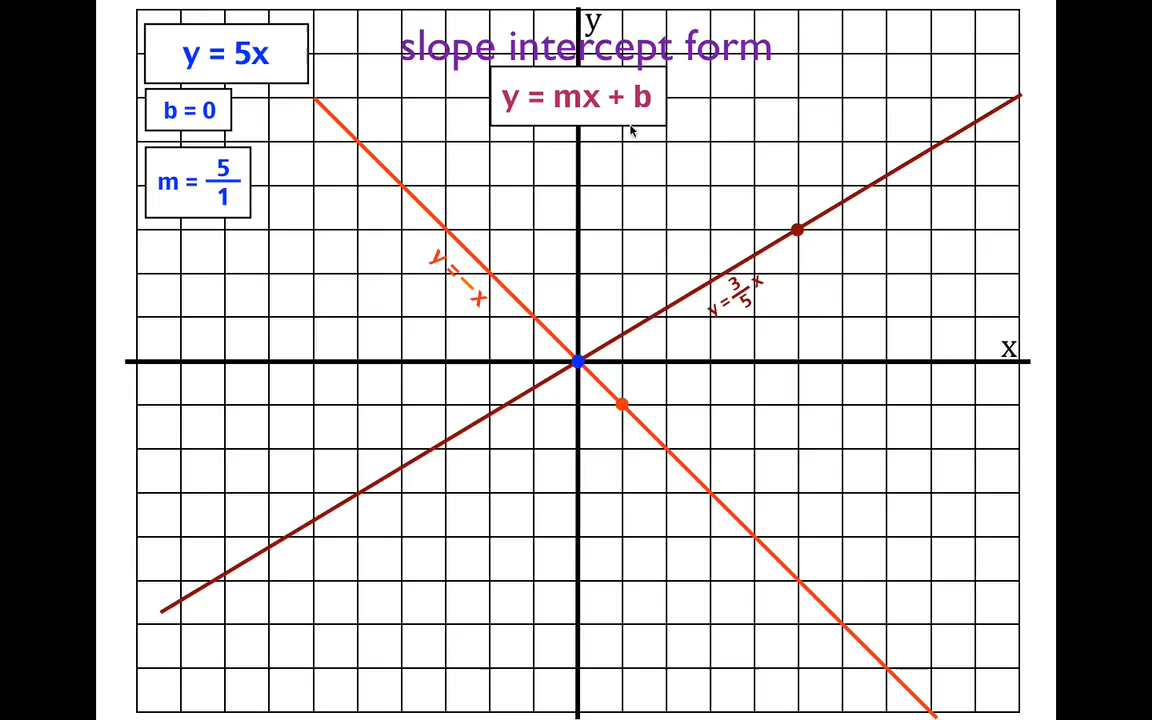 y
slope intercept form
y = 5x
y = mx + b
b = 0
m = 5/1
y = −x
y = 3/5 x
x